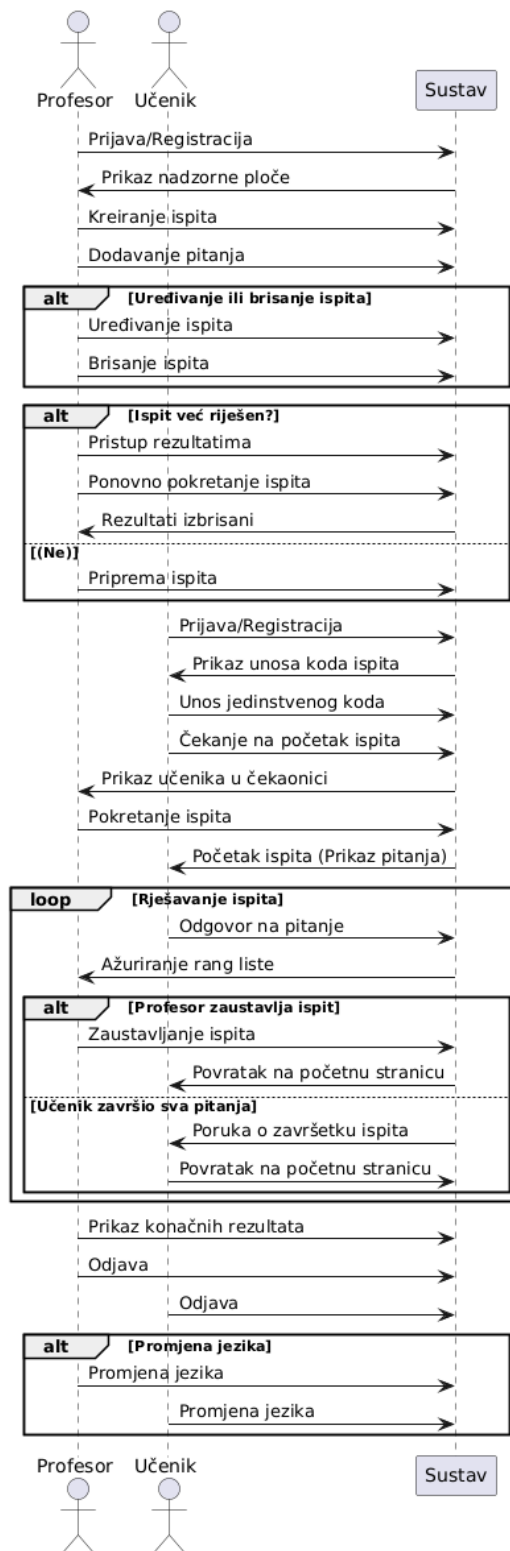 Profesor Učenik Sustav
Prijava/Registracija
Prikaz nadzorne ploče
Kreiranje ispita
Dodavanje pitanja
alt [Uređivanje ili brisanje ispita]
Uređivanje ispita
Brisanje ispita
alt [Ispit već riješen?]
Pristup rezultatima
Ponovno pokretanje ispita
Rezultati izbrisani
[(Ne)]
Priprema ispita
Prijava/Registracija
Prikaz unosa koda ispita
Unos jedinstvenog koda
Čekanje na početak ispita
Prikaz učenika u čekaonici
Pokretanje ispita
Početak ispita (Prikaz pitanja)
loop [Rješavanje ispita]
Odgovor na pitanje
Ažuriranje rang liste
alt [Profesor zaustavlja ispit]
Zaustavljanje ispita
Povratak na početnu stranicu
[Učenik završio sva pitanja]
Poruka o završetku ispita
Povratak na početnu stranicu
Prikaz konačnih rezultata
Odjava
Odjava
alt [Promjena jezika]
Promjena jezika
Promjena jezika
Profesor Učenik Sustav